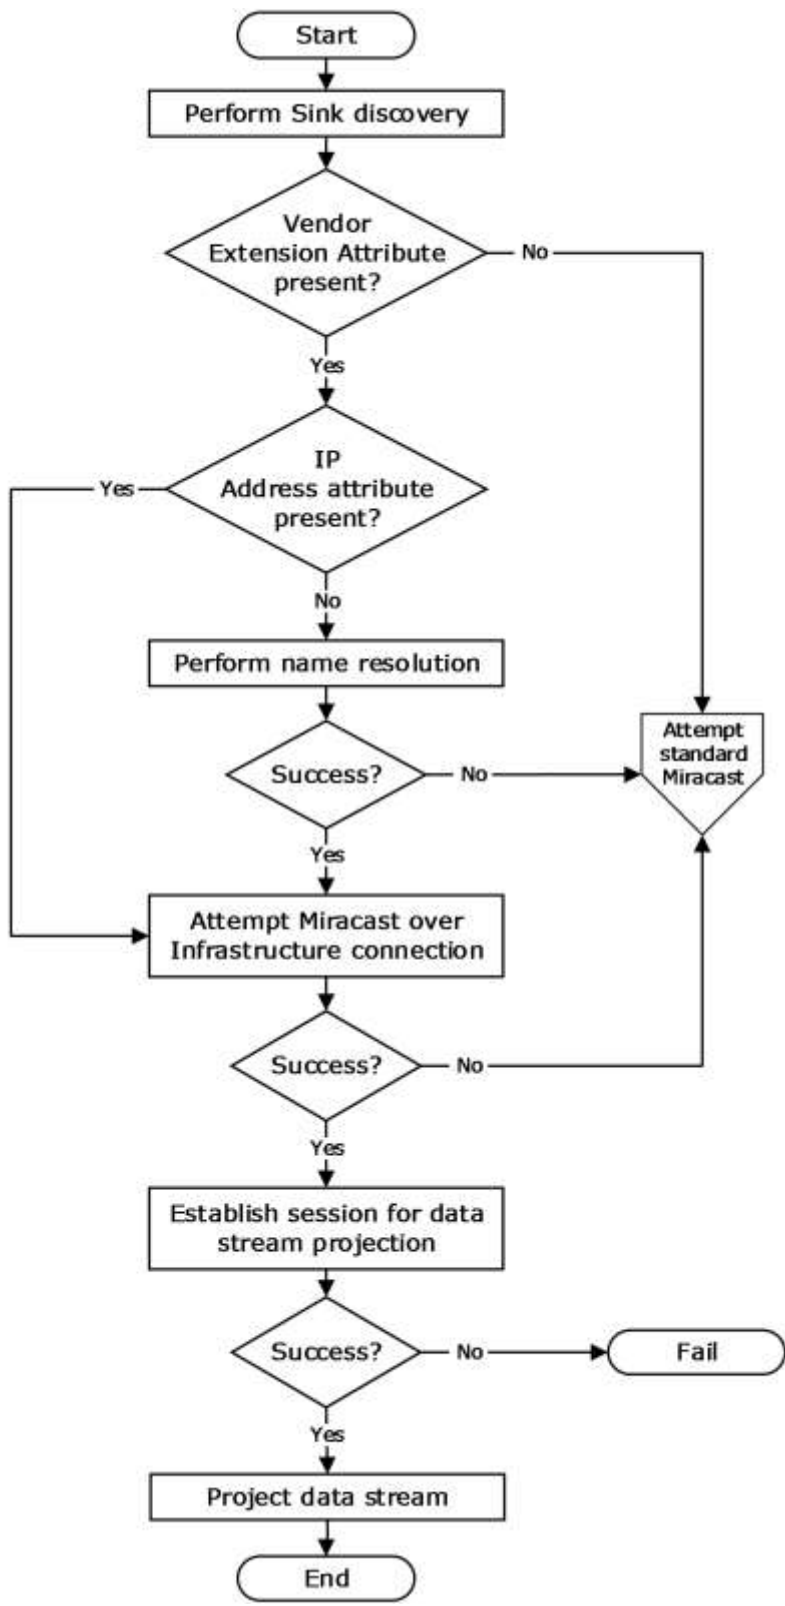 Start
Perform Sink discovery
Vendor
Extension Attribute
present?
No
Yes
IP
Address attribute
present?
Yes
No
Perform name resolution
Success?
No
Attempt
standard
Miracast
Yes
Attempt Miracast over
Infrastructure connection
Success?
No
Yes
Establish session for data
stream projection
Success?
No
Fail
Yes
Project data stream
End